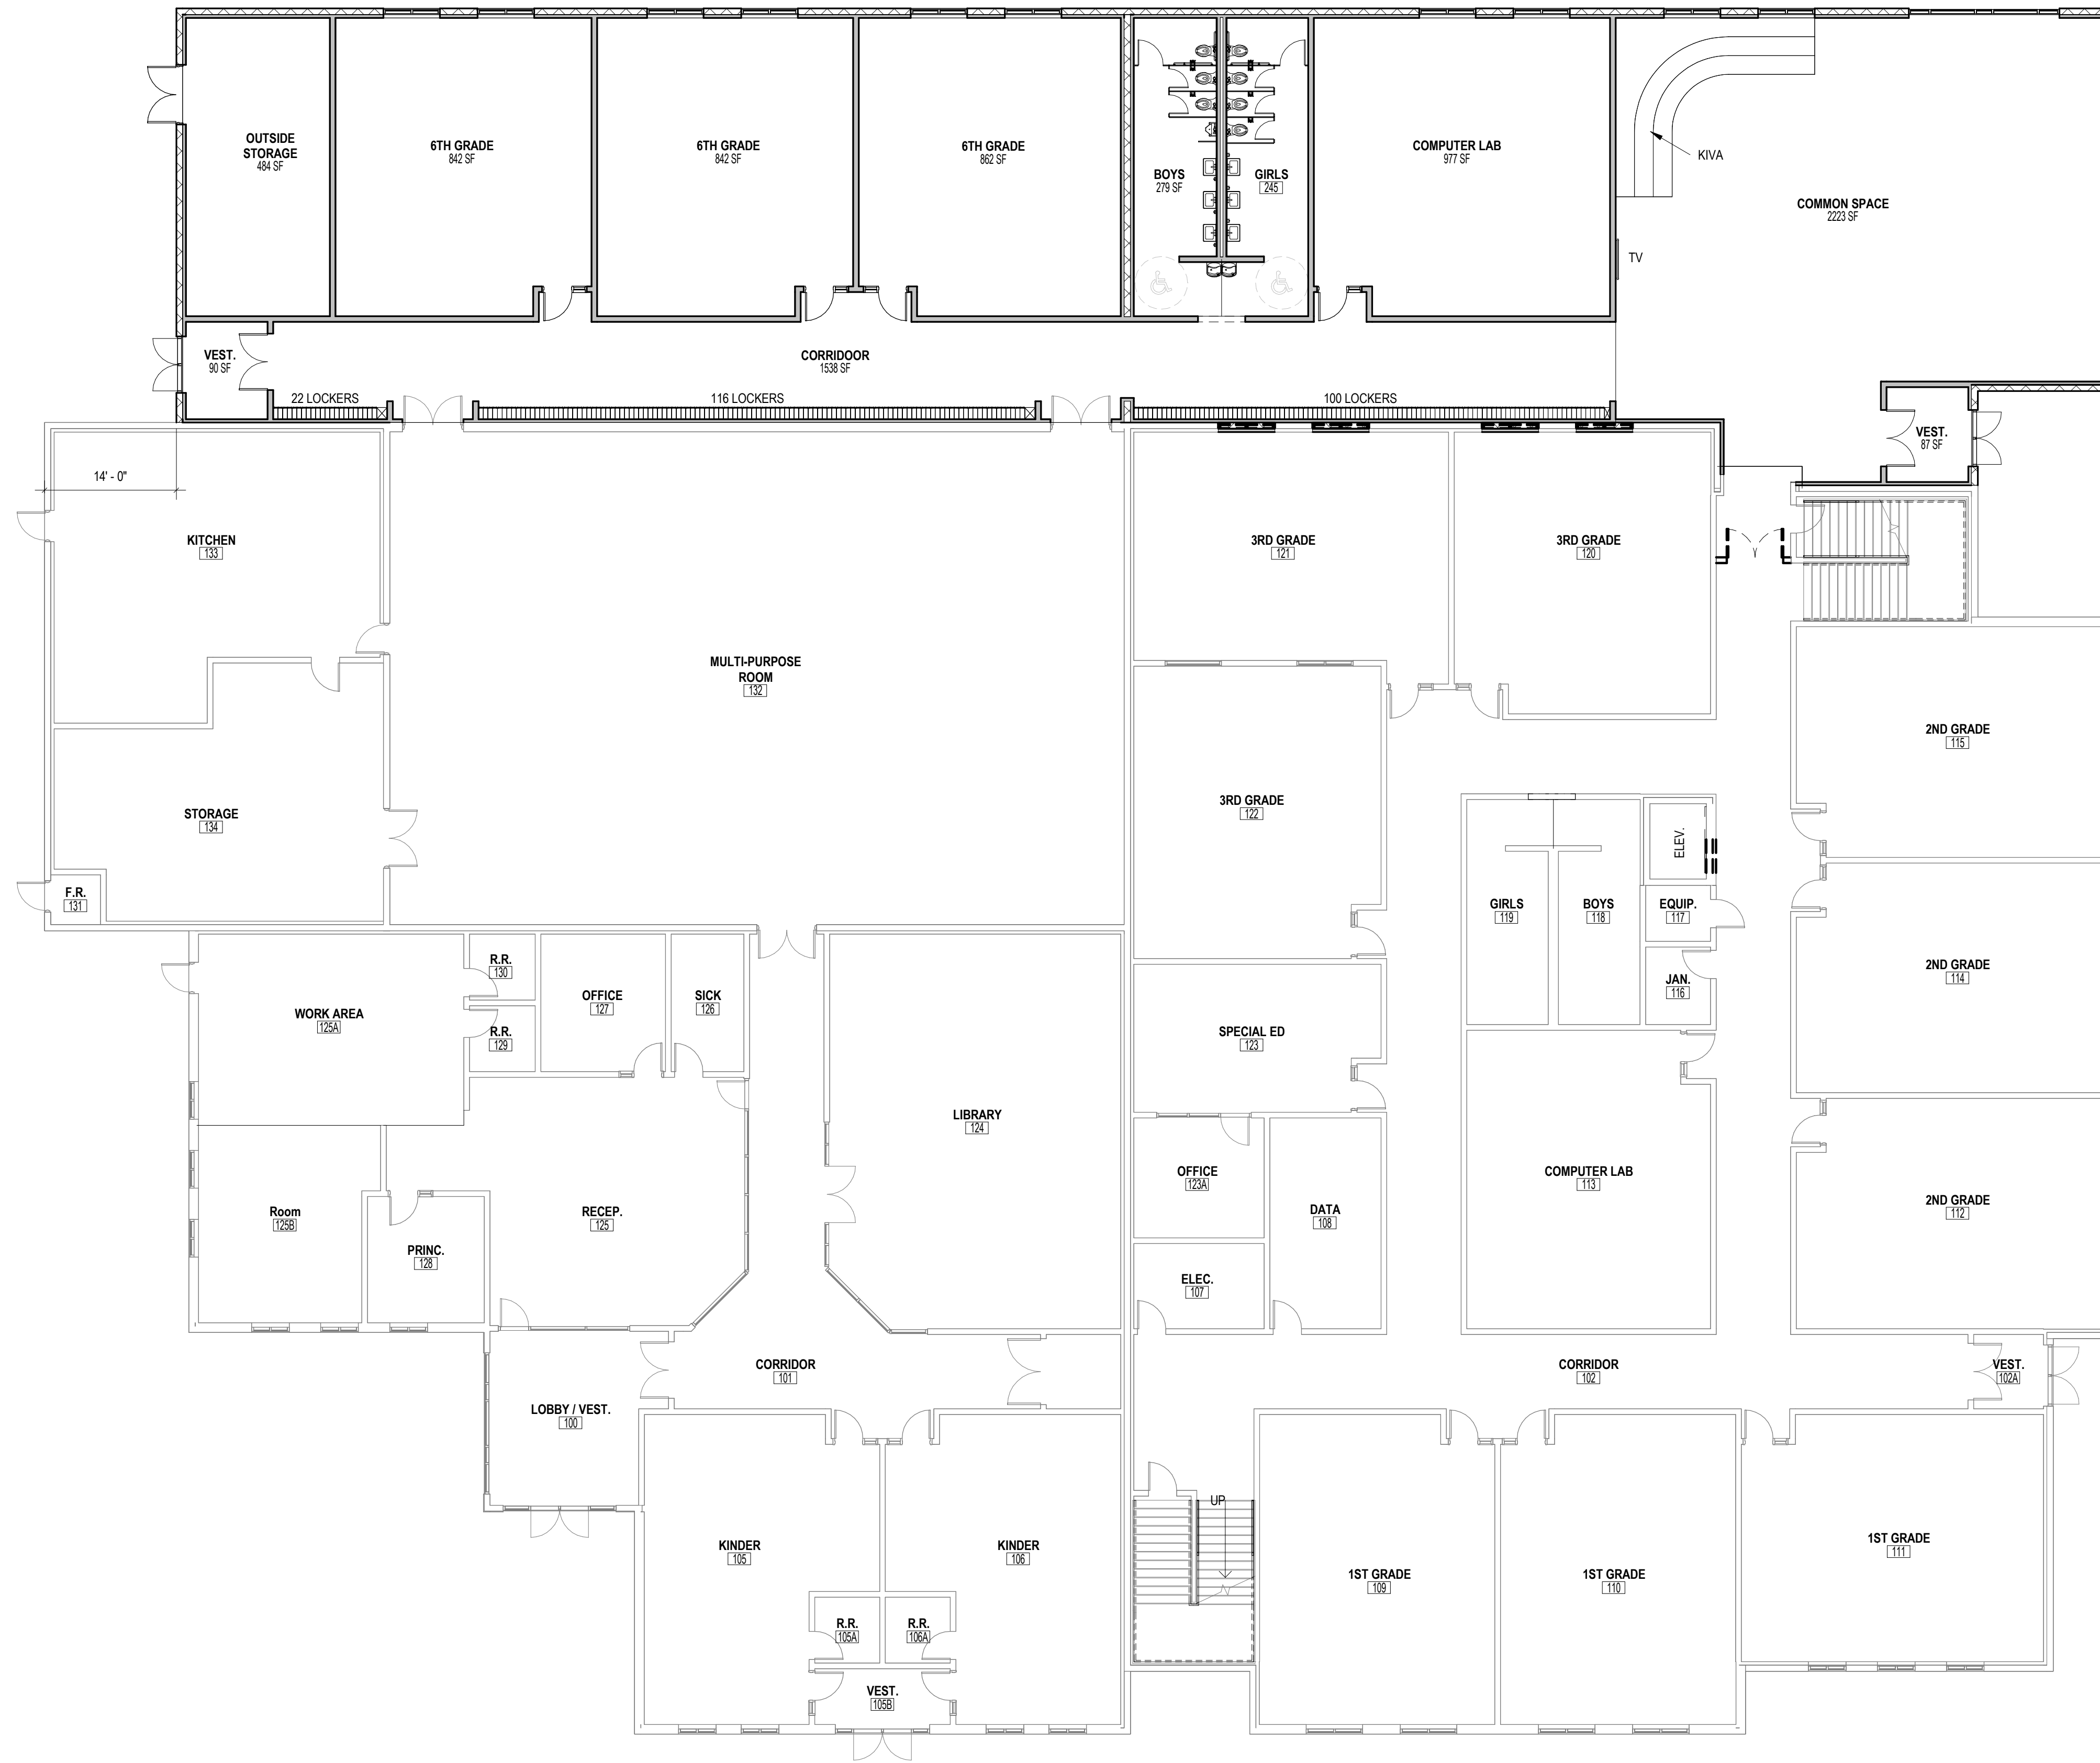 OUTSIDE
STORAGE
484 SF
6TH GRADE
842 SF
6TH GRADE
842 SF
6TH GRADE
862 SF
BOYS
279 SF
GIRLS
245
COMPUTER LAB
977 SF
KIVA
COMMON SPACE
2223 SF
TV
VEST.
90 SF
CORRIDOOR
1538 SF
22 LOCKERS
116 LOCKERS
100 LOCKERS
VEST.
87 SF
14' - 0"
KITCHEN
133
3RD GRADE
121
3RD GRADE
120
MULTI-PURPOSE
ROOM
132
2ND GRADE
115
STORAGE
134
3RD GRADE
122
ELEV.
F.R.
131
GIRLS
119
BOYS
118
EQUIP.
117
R.R.
130
OFFICE
127
SICK
126
2ND GRADE
114
JAN.
116
WORK AREA
125A
R.R.
129
SPECIAL ED
123
LIBRARY
124
OFFICE
123A
COMPUTER LAB
113
2ND GRADE
112
Room
125B
RECEP.
125
DATA
108
PRINC.
128
ELEC.
107
CORRIDOR
101
CORRIDOR
102
VEST.
102A
LOBBY / VEST.
100
UP
KINDER
105
KINDER
106
1ST GRADE
109
1ST GRADE
110
1ST GRADE
111
R.R.
105A
R.R.
106A
VEST.
105B